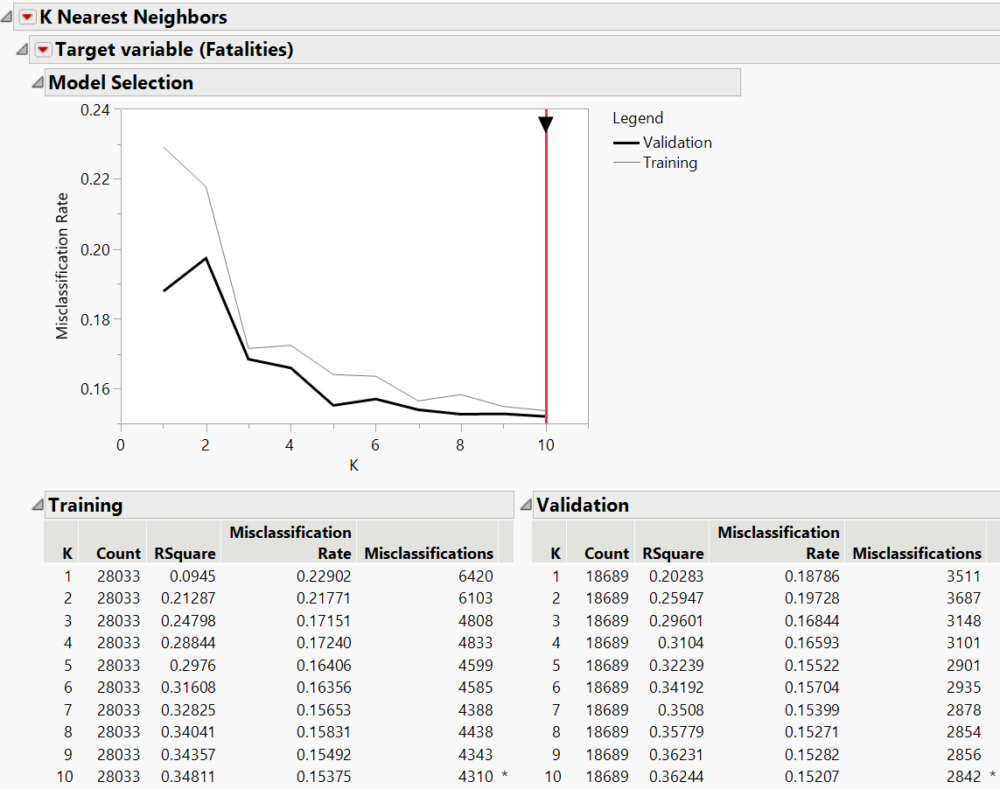 K Nearest Neighbors
Target variable (Fatalities)
Model Selection
0.24
0.22
0.20
0.18
0.16
Misclassification Rate
0 2 4 6 8 10
K
Legend
Validation
Training
Training
Misclassification
K Count RSquare Rate Misclassifications
1 28033 0.0945 0.22902 6420
2 28033 0.21287 0.21771 6103
3 28033 0.24798 0.17151 4808
4 28033 0.28844 0.17240 4833
5 28033 0.2976 0.16406 4599
6 28033 0.31608 0.16356 4585
7 28033 0.32825 0.15653 4388
8 28033 0.34041 0.15831 4438
9 28033 0.34357 0.15492 4343
10 28033 0.34811 0.15375 4310 *
Validation
Misclassification
K Count RSquare Rate Misclassifications
1 18689 0.20283 0.18786 3511
2 18689 0.25947 0.19728 3687
3 18689 0.29601 0.16844 3148
4 18689 0.3104 0.16593 3101
5 18689 0.32239 0.15522 2901
6 18689 0.34192 0.15704 2935
7 18689 0.3508 0.15399 2878
8 18689 0.35779 0.15271 2854
9 18689 0.36231 0.15282 2856
10 18689 0.36244 0.15207 2842 *